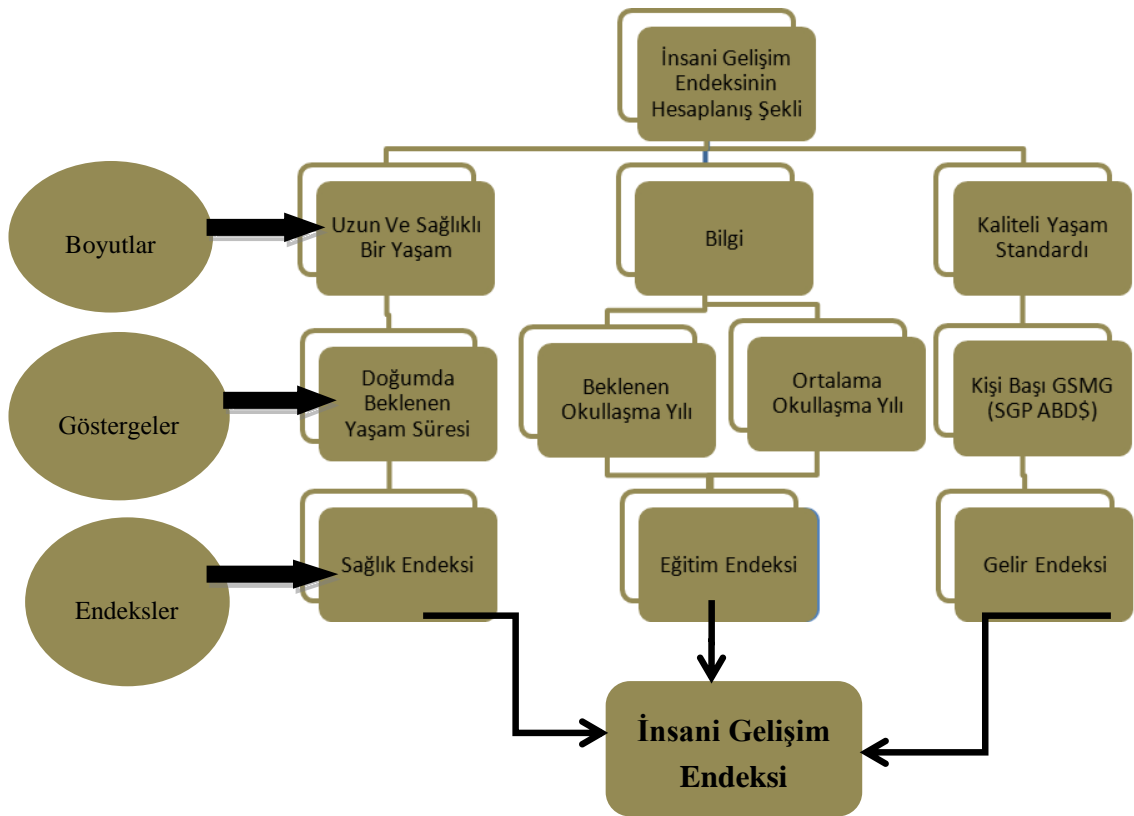 İnsani Gelişim
Endeksinin
Hesaplanış Şekli
Boyutlar
Uzun Ve Sağlıklı
Bir Yaşam
Bilgi
Kaliteli Yaşam
Standardı
Göstergeler
Doğumda
Beklenen
Yaşam Süresi
Beklenen
Okullaşma Yılı
Ortalama
Okullaşma Yılı
Kişi Başı GSMG
(SGP ABD$)
Endeksler
Sağlık Endeksi
Eğitim Endeksi
Gelir Endeksi
İnsani Gelişim
Endeksi